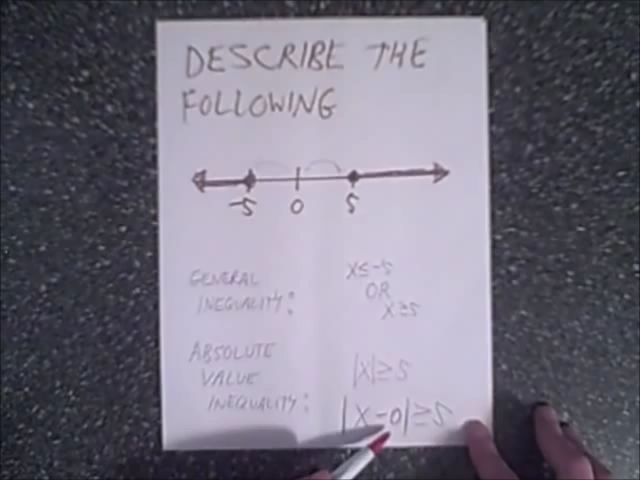 DESCRIBE THE
FOLLOWING
-5 0 5
GENERAL
INEQUALITY:
X ≤ -5
OR
X ≥ 5
ABSOLUTE
VALUE
INEQUALITY:
|X| ≥ 5
|X-0| ≥ 5